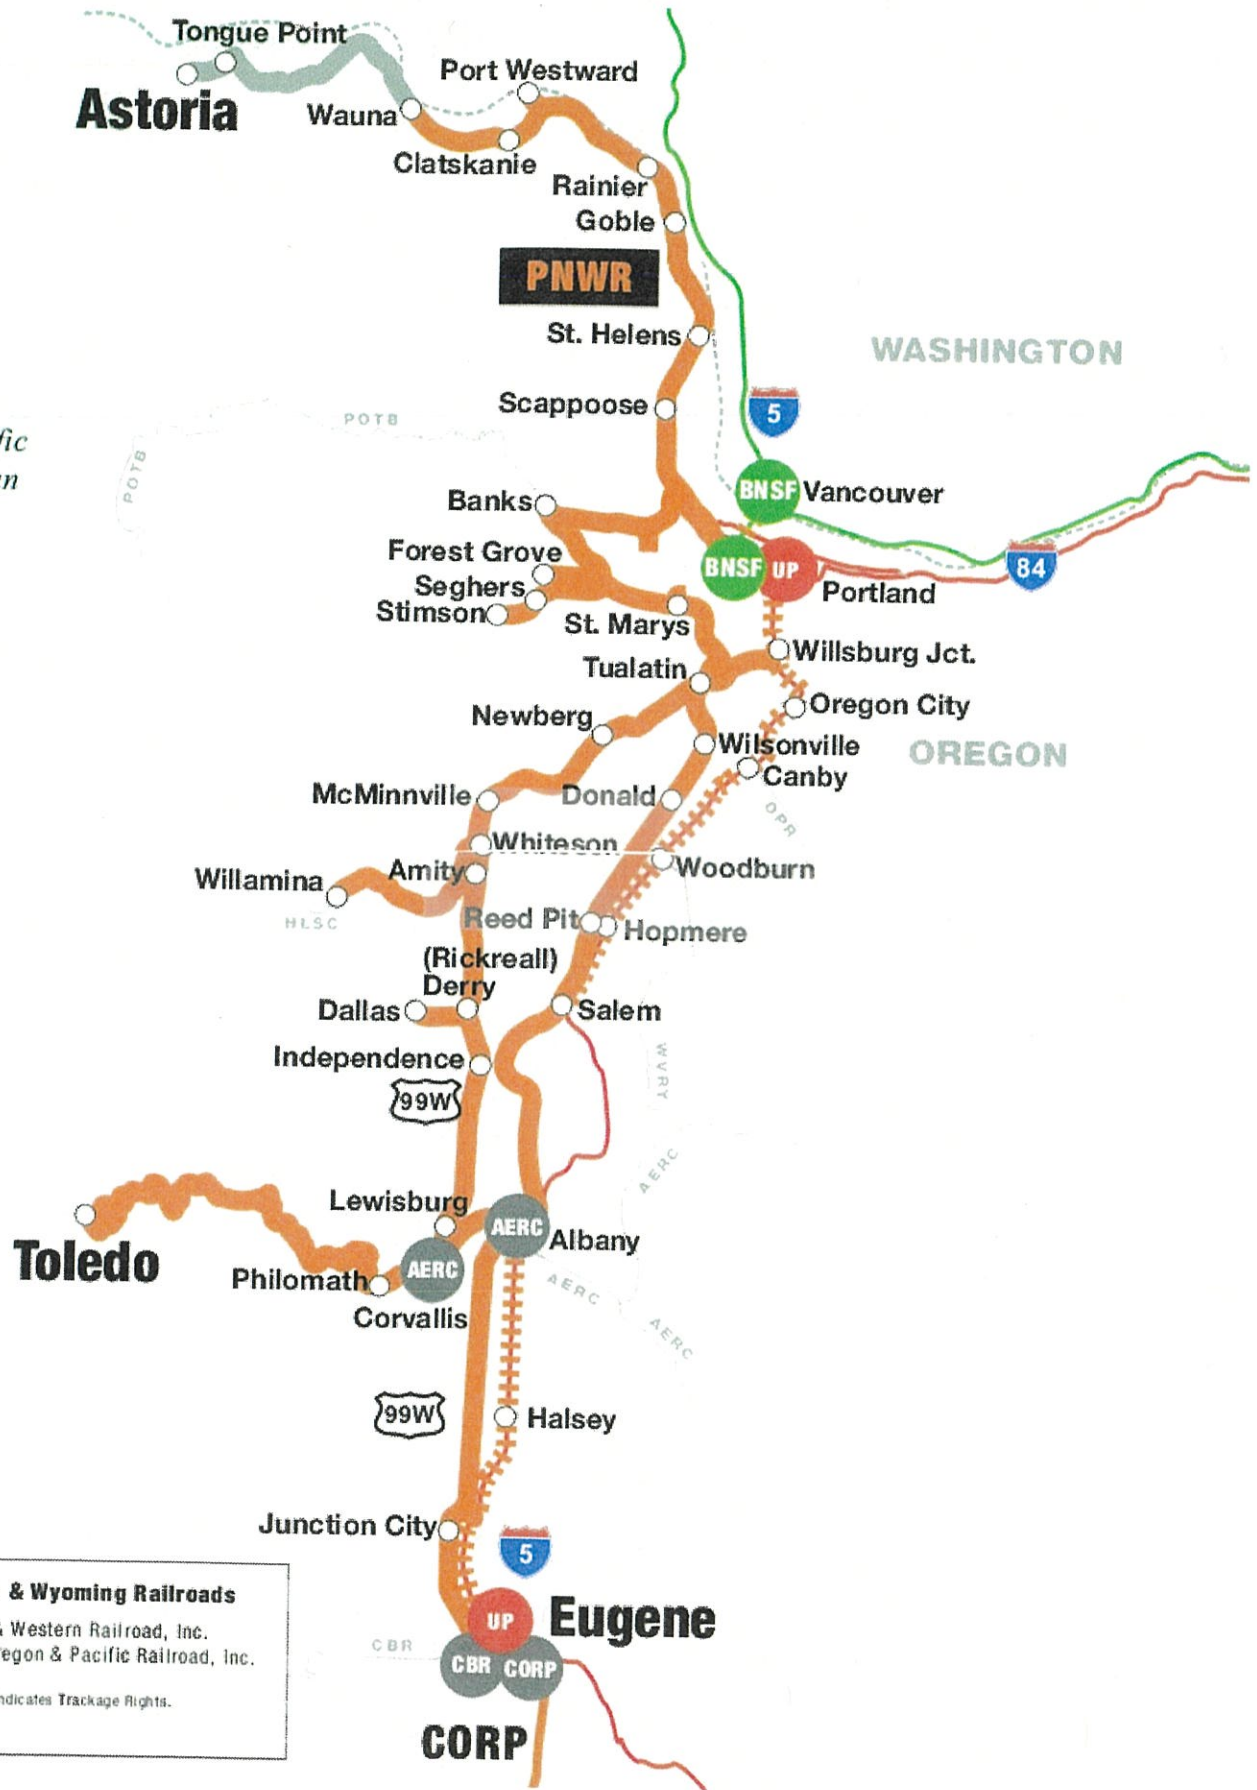 Tongue Point
Astoria
Port Westward
Wauna
Clatskanie
Rainier
Goble
PNWR
St. Helens
WASHINGTON
Scappoose
5
POTB
POTB
BNSF Vancouver
Banks
Forest Grove
BNSF UP
84
Seghers
Portland
Stimson
St. Marys
Willsburg Jct.
Tualatin
Oregon City
Newberg
Wilsonville
OREGON
Canby
McMinnville
Donald
OPR
Whiteson
Woodburn
Amity
Willamina
HLSC
Reed Pit
Hopmere
(Rickreall)
Derry
Dallas
Salem
Independence
WVRY
99W
AERC
Lewisburg
AERC
Albany
Toledo
AERC
Philomath
AERC
AERC
Corvallis
99W
Halsey
Junction City
5
& Wyoming Railroads
Western Railroad, Inc.
& Pacific Railroad, Inc.
Trackage Rights.
UP
Eugene
CBR
CBR CORP
CORP